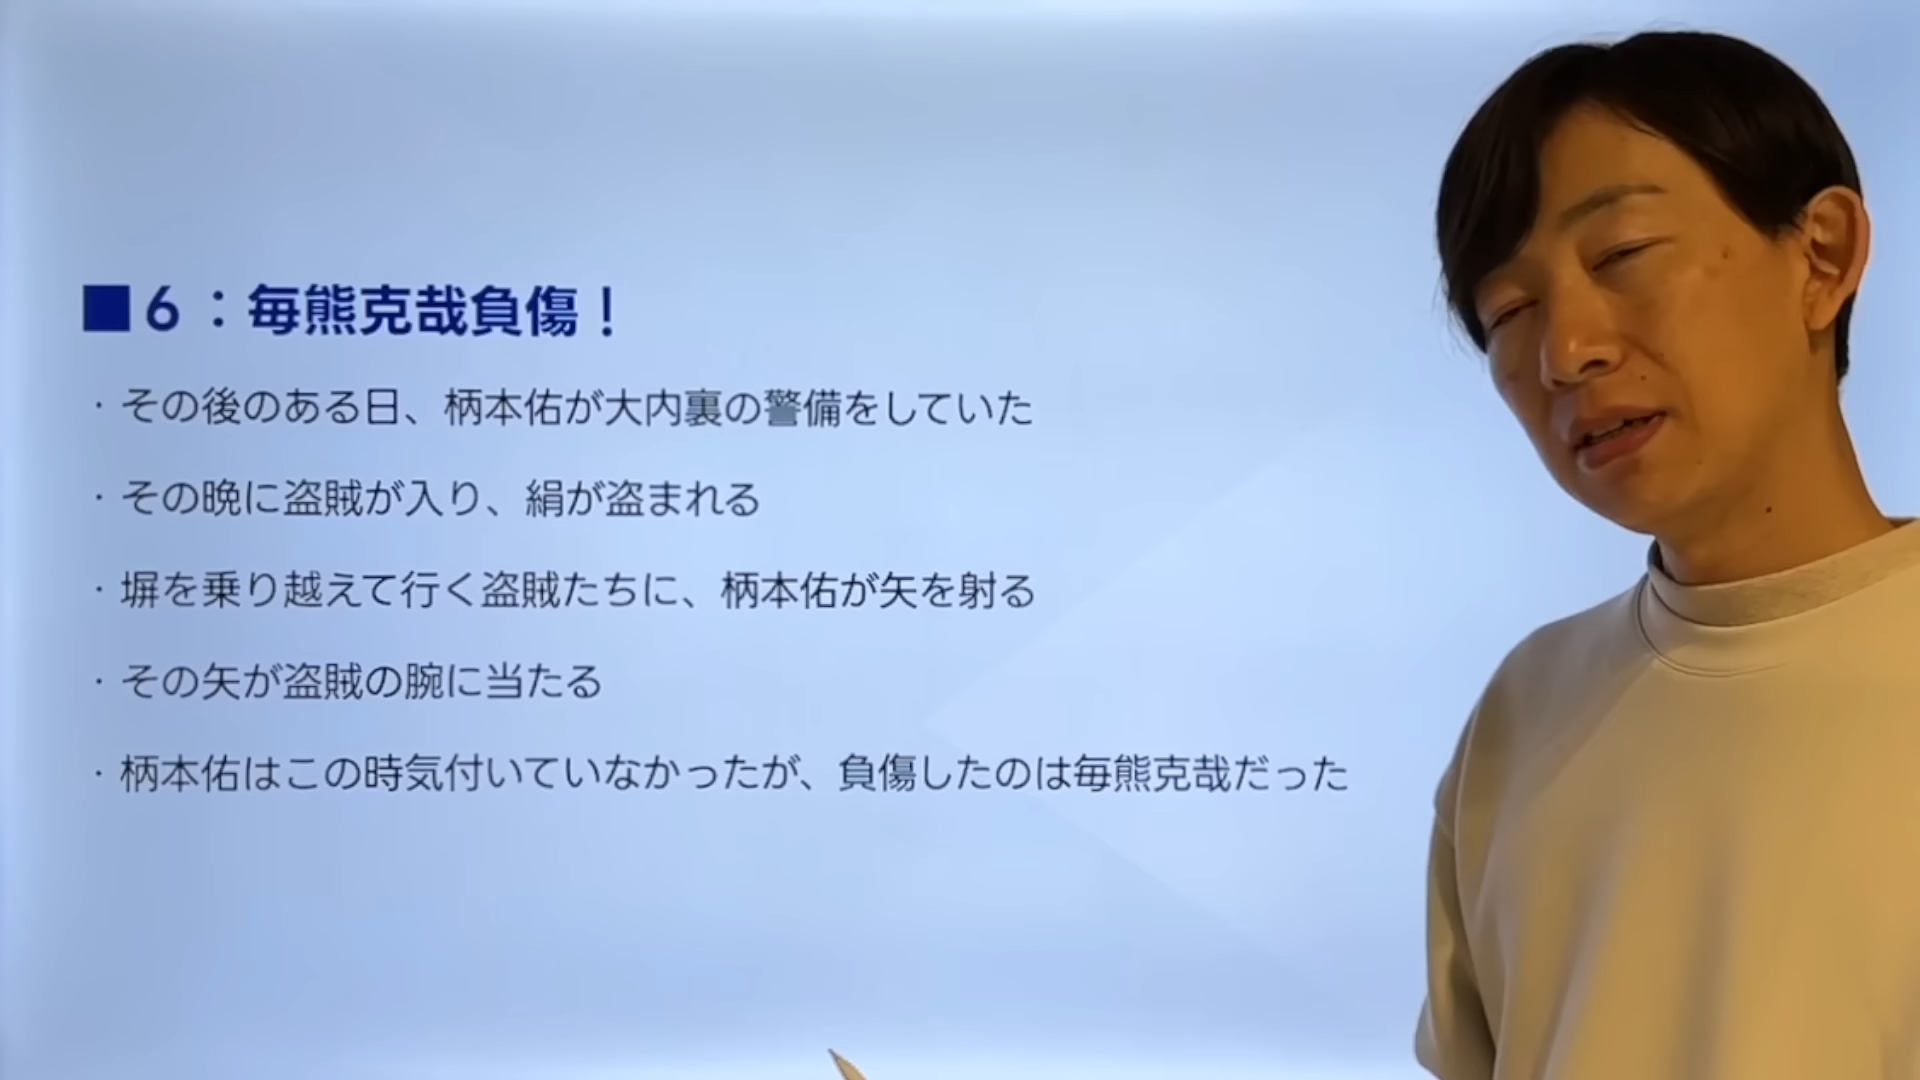 ■6：毎熊克哉負傷！
・その後のある日、柄本佑が大内裏の警備をしていた
・その晩に盗賊が入り、絹が盗まれる
・塀を乗り越えて行く盗賊たちに、柄本佑が矢を射る
・その矢が盗賊の腕に当たる
・柄本佑はこの時気付いていなかったが、負傷したのは毎熊克哉だった